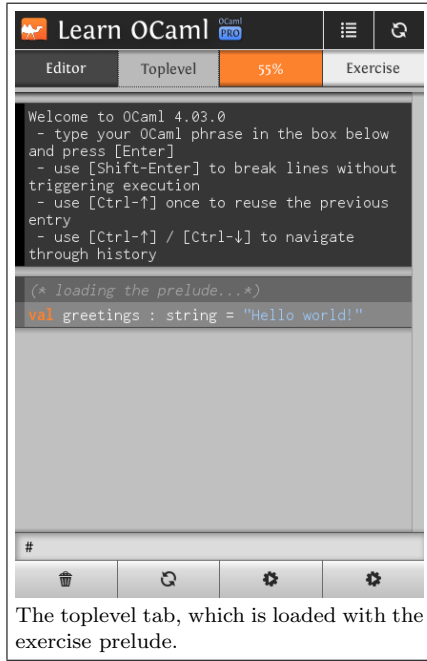 Learn OCaml OCaml PRO
Editor Toplevel 55% Exercise
Welcome to OCaml 4.03.0
- type your OCaml phrase in the box below
and press [Enter]
- use [Shift-Enter] to break lines without
triggering execution
- use [Ctrl-↑] once to reuse the previous
entry
- use [Ctrl-↑] / [Ctrl-↓] to navigate
through history
(* loading the prelude...*)
val greetings : string = "Hello world!"
#
The toplevel tab, which is loaded with the
exercise prelude.